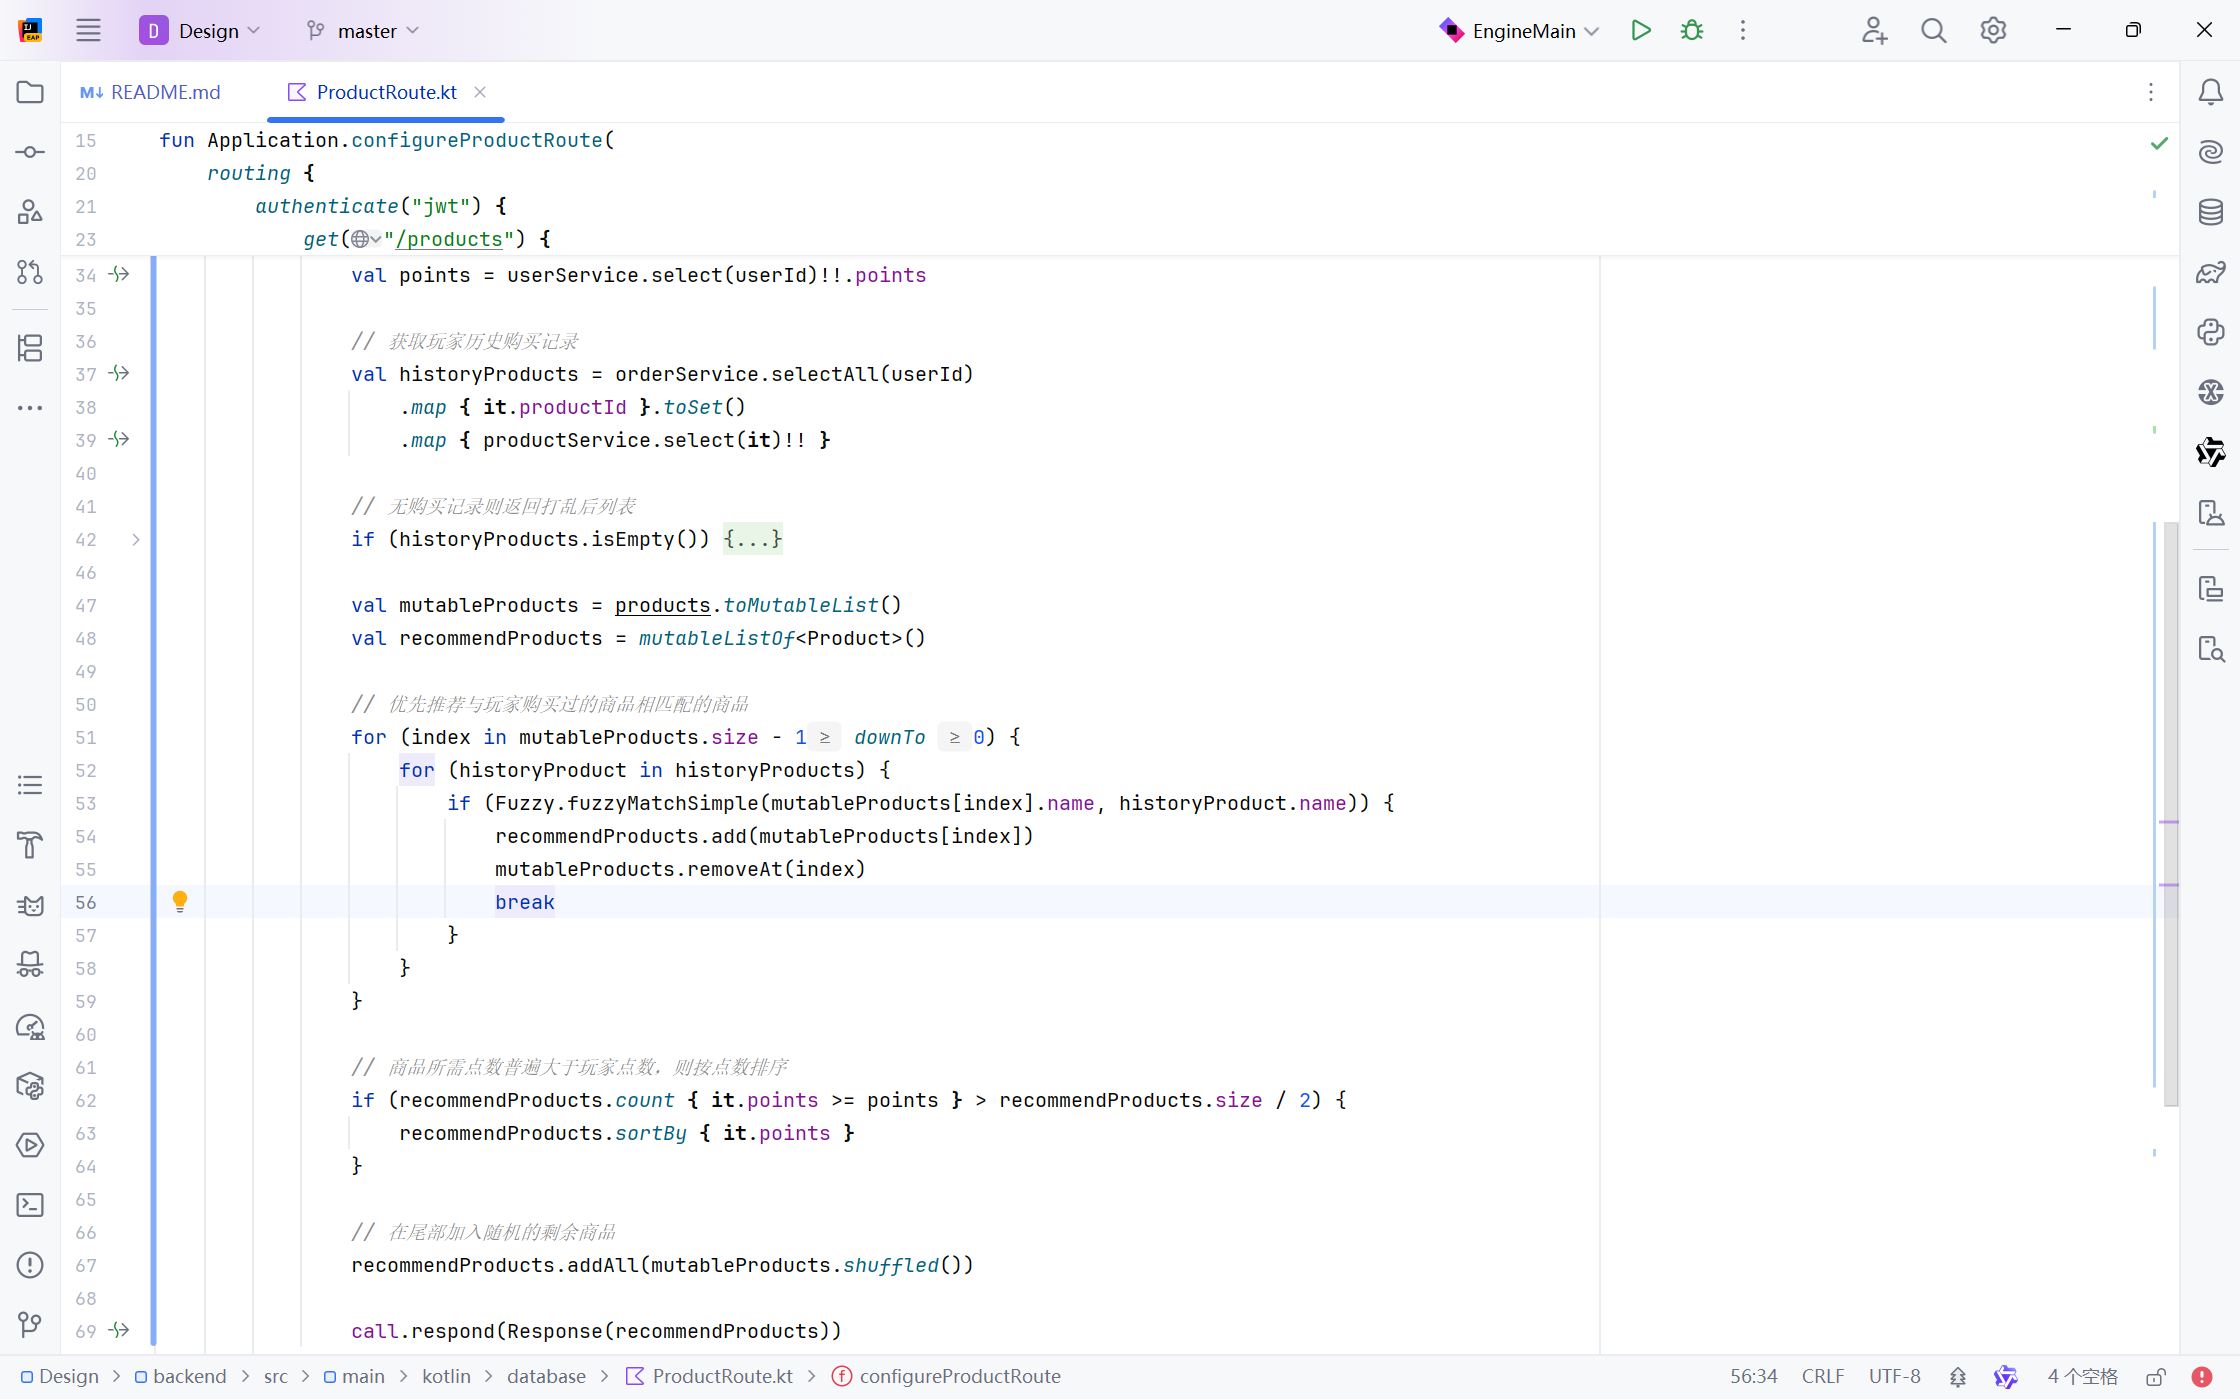 D Design master EngineMain
README.md ProductRoute.kt
15 fun Application.configureProductRoute(
20 routing {
21 authenticate("jwt") {
23 get("/products") {
34 val points = userService.select(userId)!!.points
35
36 // 获取玩家历史购买记录
37 val historyProducts = orderService.selectAll(userId)
38 .map { it.productId }.toSet()
39 .map { productService.select(it)!! }
40
41 // 无购买记录则返回打乱后列表
42 if (historyProducts.isEmpty()) {...}
46
47 val mutableProducts = products.toMutableList()
48 val recommendProducts = mutableListOf<Product>()
49
50 // 优先推荐与玩家购买过的商品相匹配的商品
51 for (index in mutableProducts.size - 1 ≥ downTo ≥ 0) {
52 for (historyProduct in historyProducts) {
53 if (Fuzzy.fuzzyMatchSimple(mutableProducts[index].name, historyProduct.name)) {
54 recommendProducts.add(mutableProducts[index])
55 mutableProducts.removeAt(index)
56 break
57 }
58 }
59 }
60
61 // 商品所需点数普遍大于玩家点数，则按点数排序
62 if (recommendProducts.count { it.points >= points } > recommendProducts.size / 2) {
63 recommendProducts.sortBy { it.points }
64 }
65
66 // 在尾部加入随机的剩余商品
67 recommendProducts.addAll(mutableProducts.shuffled())
68
69 call.respond(Response(recommendProducts))
Design > backend > src > main > kotlin > database > ProductRoute.kt > configureProductRoute 56:34 CRLF UTF-8 4 个空格